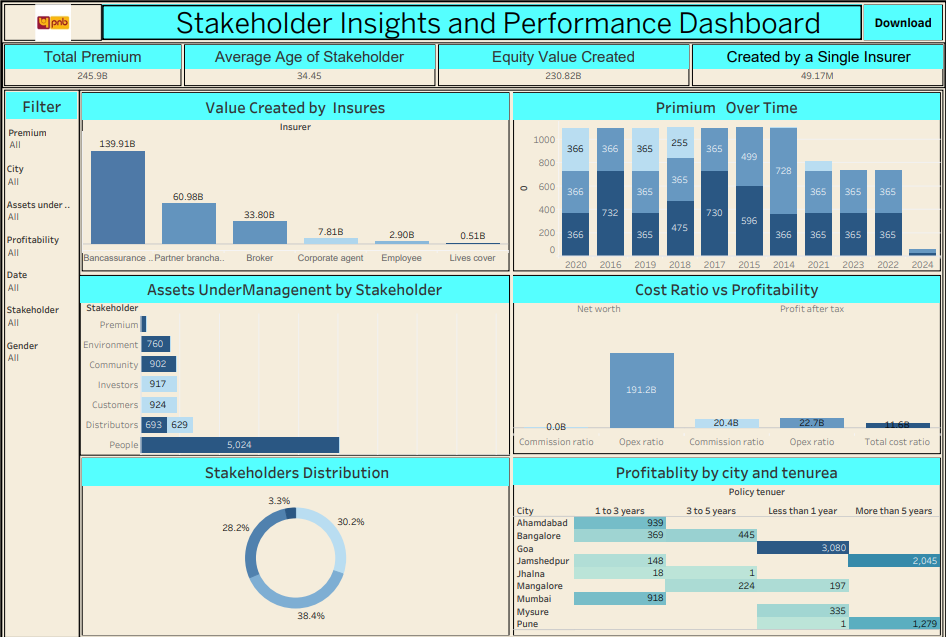 pnb
Stakeholder Insights and Performance Dashboard
Download
Total Premium
245.9B
Average Age of Stakeholder
34.45
Equity Value Created
230.82B
Created by a Single Insurer
49.17M
Filter
Premium
All
City
All
Assets under ..
All
Profitability
All
Date
All
Stakeholder
All
Gender
All
Value Created by Insures
Insurer
139.91B
60.98B
33.80B
7.81B
2.90B
0.51B
Bancassurance .. Partner brancha.. Broker Corporate agent Employee Lives cover
Primium Over Time
0
1000
800
600
400
200
0
366 366 365 255 365 499 728
366 365 365 365 365 365
366 732 365 475 730 596 366 365 365 365
2020 2016 2019 2018 2017 2015 2014 2021 2023 2022 2024
Assets UnderManagenent by Stakeholder
Stakeholder
Premium
Environment 760
Community 902
Investors 917
Customers 924
Distributors 693 629
People 5,024
Cost Ratio vs Profitability
Net worth Profit after tax
0.0B 191.2B 20.4B 22.7B 11.6B
Commission ratio Opex ratio Commission ratio Opex ratio Total cost ratio
Stakeholders Distribution
3.3%
30.2%
28.2%
38.4%
Profitablity by city and tenurea
Policy tenuer
City 1 to 3 years 3 to 5 years Less than 1 year More than 5 years
Ahamdabad 939
Bangalore 369 445
Goa 3,080
Jamshedpur 148 2,045
Jhalna 18 1
Mangalore 224 197
Mumbai 918
Mysure 335
Pune 1 1,279